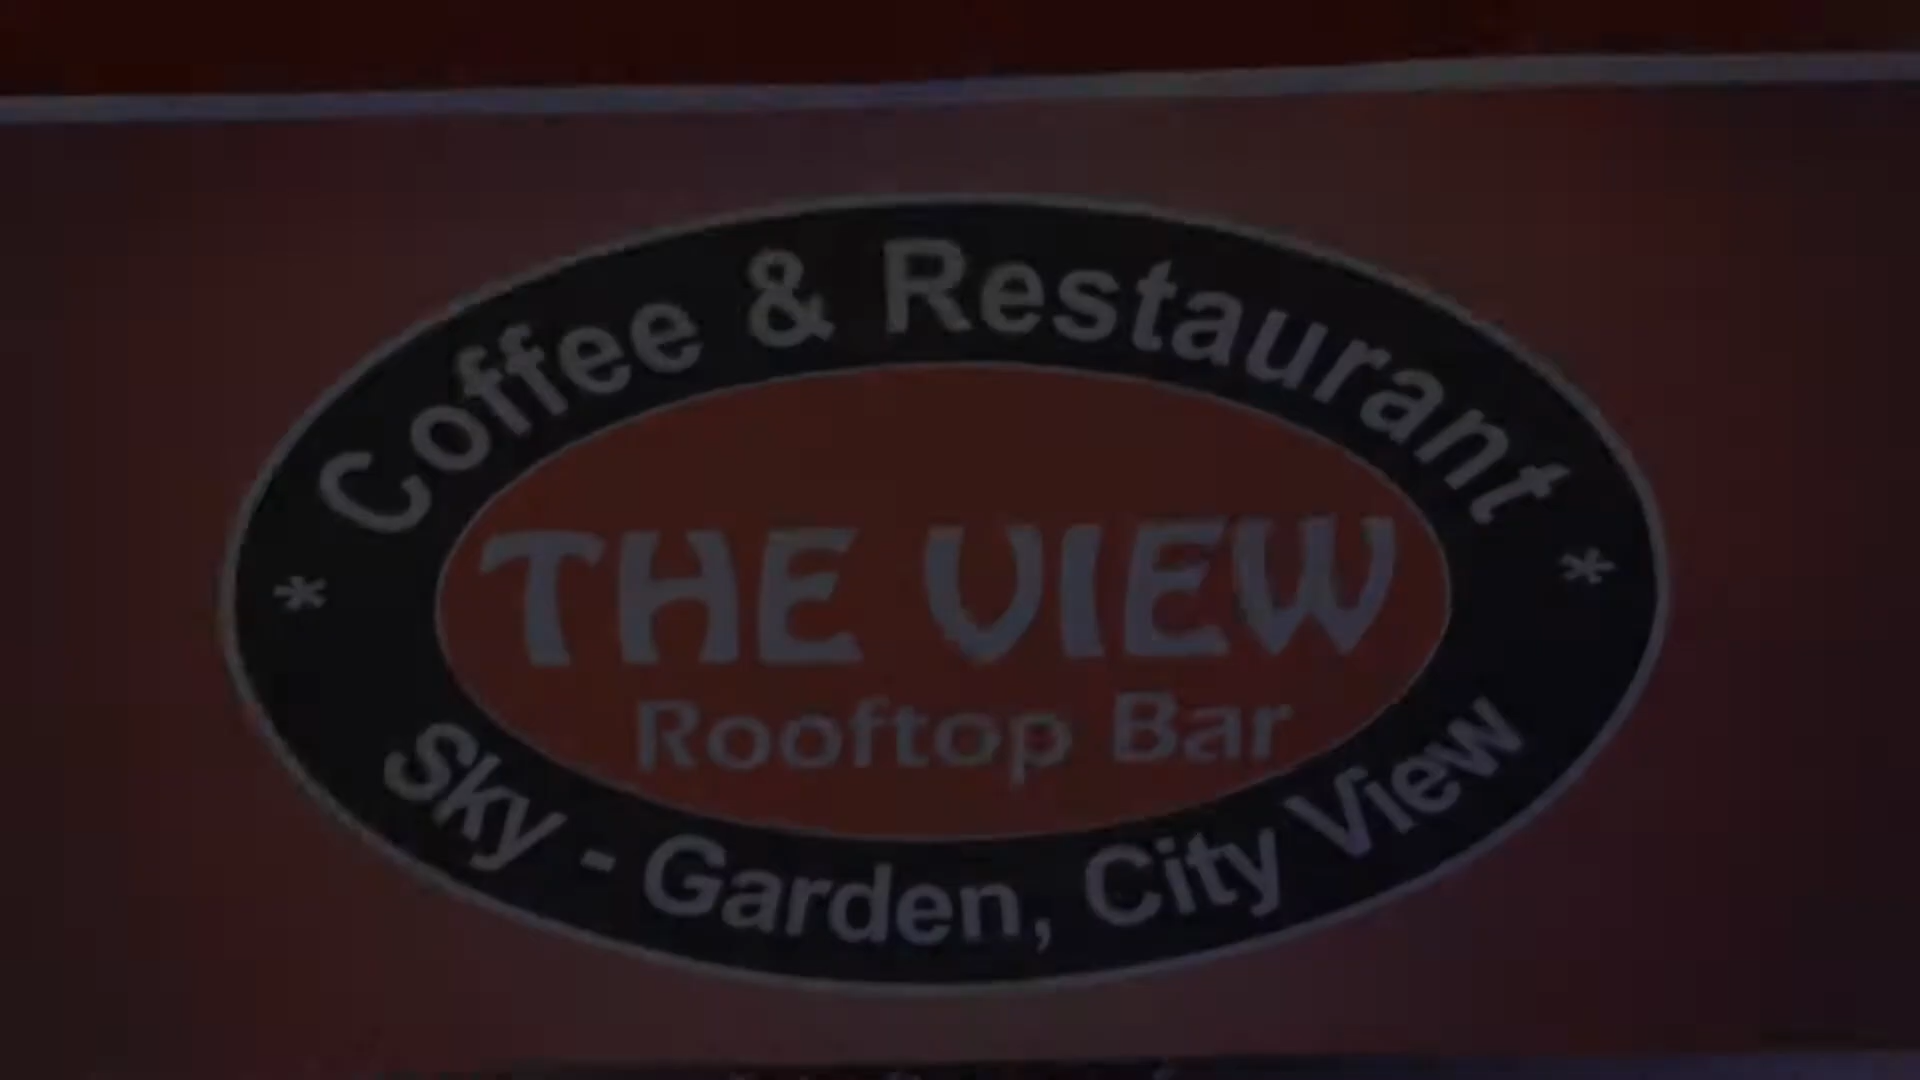 * Coffee & Restaurant *
THE VIEW
Rooftop Bar
Sky - Garden, City View